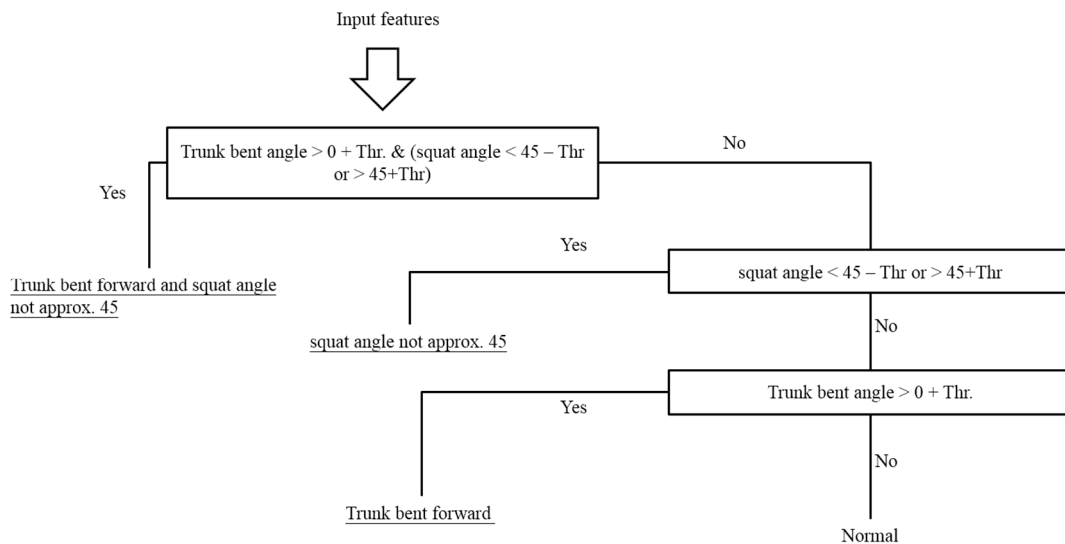 Input features
Trunk bent angle > 0 + Thr. & (squat angle < 45 – Thr
or > 45+Thr)
No
Yes
Yes
squat angle < 45 – Thr or > 45+Thr
Trunk bent forward and squat angle
not approx. 45
No
squat angle not approx. 45
Trunk bent angle > 0 + Thr.
Yes
No
Trunk bent forward
Normal